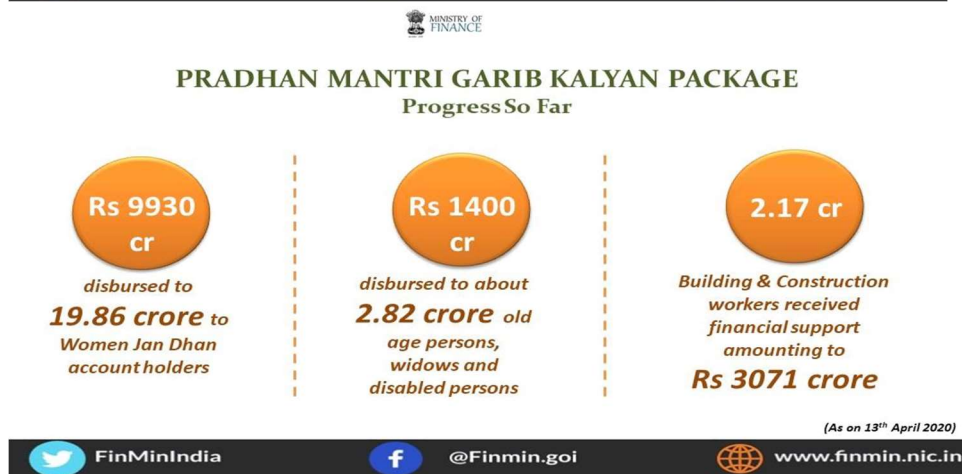 MINISTRY OF
FINANCE
PRADHAN MANTRI GARIB KALYAN PACKAGE
Progress So Far
Rs 9930
cr
disbursed to
19.86 crore to
Women Jan Dhan
account holders
Rs 1400
cr
disbursed to about
2.82 crore old
age persons,
widows and
disabled persons
2.17 cr
Building & Construction
workers received
financial support
amounting to
Rs 3071 crore
(As on 13th April 2020)
FinMinIndia
@Finmin.goi
www.finmin.nic.in